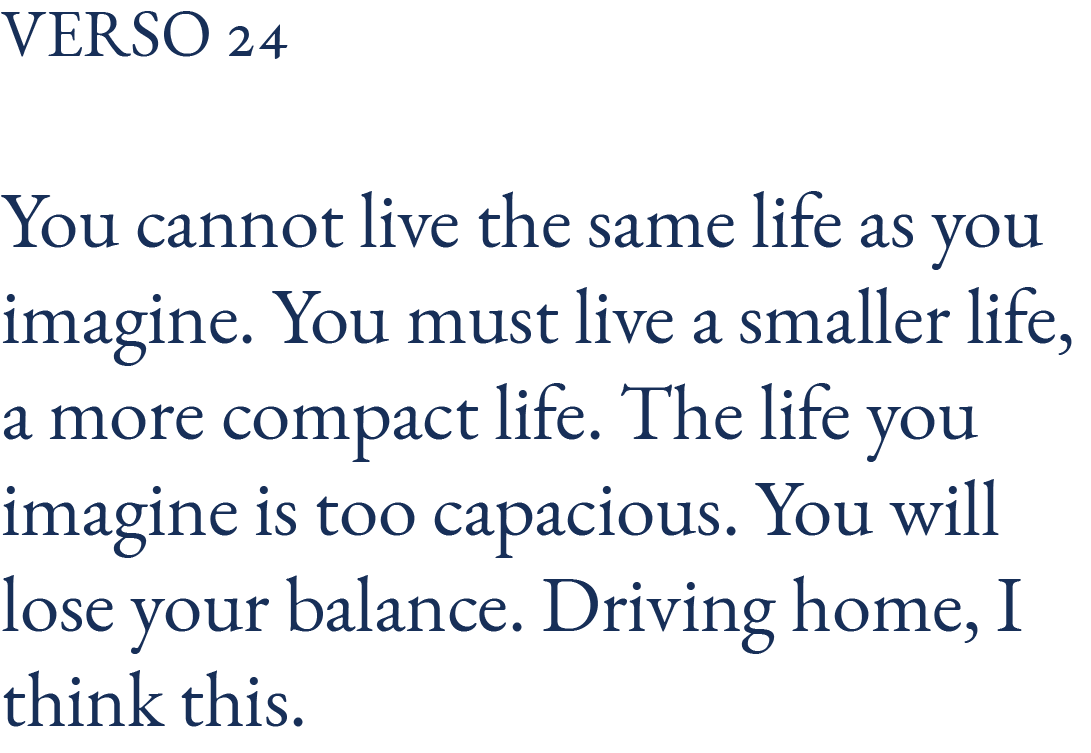 VERSO 24
You cannot live the same life as you
imagine. You must live a smaller life,
a more compact life. The life you
imagine is too capacious. You will
lose your balance. Driving home, I
think this.